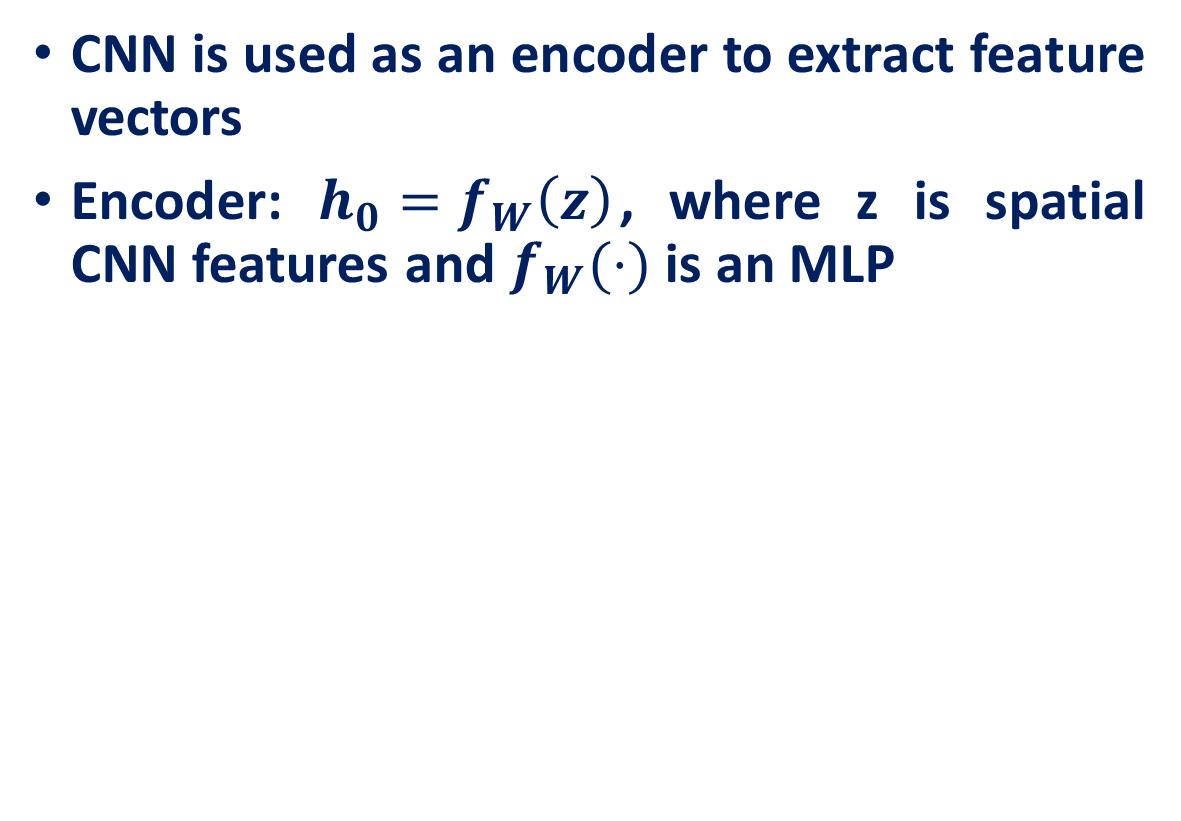 • CNN is used as an encoder to extract feature
vectors
• Encoder: h₀ = f_W(z), where z is spatial
CNN features and f_W(·) is an MLP